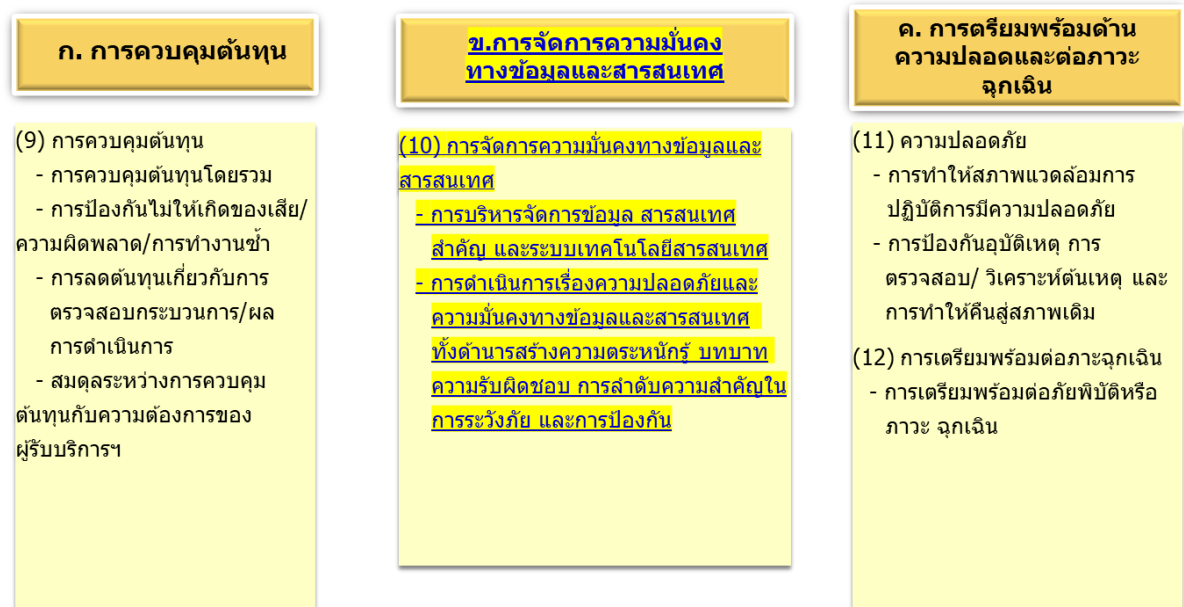 ก. การควบคุมต้นทุน
(9) การควบคุมต้นทุน
- การควบคุมต้นทุนโดยรวม
- การป้องกันไม่ให้เกิดของเสีย/
ความผิดพลาด/การทำงานซ้ำ
- การลดต้นทุนเกี่ยวกับการ
ตรวจสอบกระบวนการ/ผล
การดำเนินการ
- สมดุลระหว่างการควบคุม
ต้นทุนกับความต้องการของ
ผู้รับบริการฯ
ข.การจัดการความมั่นคง
ทางข้อมูลและสารสนเทศ
(10) การจัดการความมั่นคงทางข้อมูลและ
สารสนเทศ
- การบริหารจัดการข้อมูล สารสนเทศ
สำคัญ และระบบเทคโนโลยีสารสนเทศ
- การดำเนินการเรื่องความปลอดภัยและ
ความมั่นคงทางข้อมูลและสารสนเทศ
ทั้งด้านารสร้างความตระหนักรู้ บทบาท
ความรับผิดชอบ การลำดับความสำคัญใน
การระวังภัย และการป้องกัน
ค. การตรียมพร้อมด้าน
ความปลอดและต่อภาวะ
ฉุกเฉิน
(11) ความปลอดภัย
- การทำให้สภาพแวดล้อมการ
ปฏิบัติการมีความปลอดภัย
- การป้องกันอุบัติเหตุ การ
ตรวจสอบ/ วิเคราะห์ต้นเหตุ และ
การทำให้คืนสู่สภาพเดิม
(12) การเตรียมพร้อมต่อภาะฉุกเฉิน
- การเตรียมพร้อมต่อภัยพิบัติหรือ
ภาวะ ฉุกเฉิน